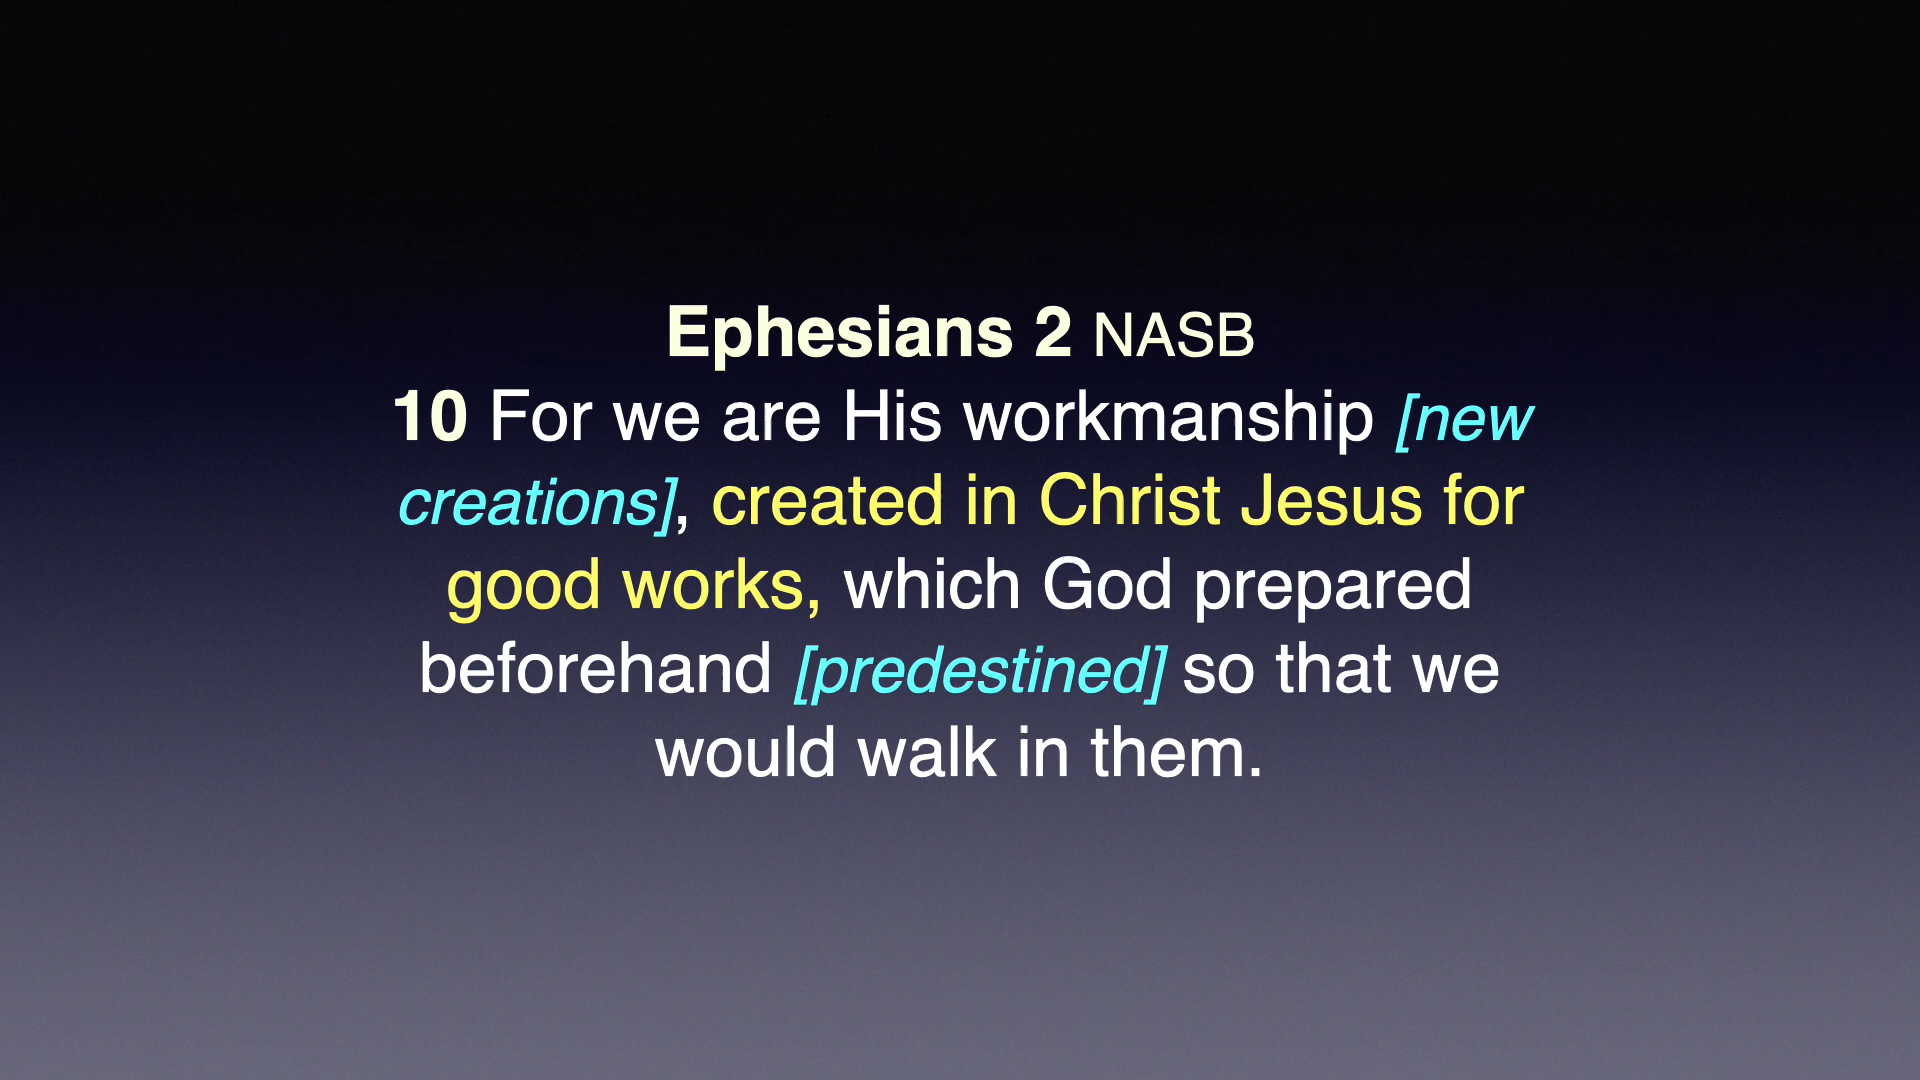 Ephesians 2 NASB
10 For we are His workmanship [new
creations], created in Christ Jesus for
good works, which God prepared
beforehand [predestined] so that we
would walk in them.